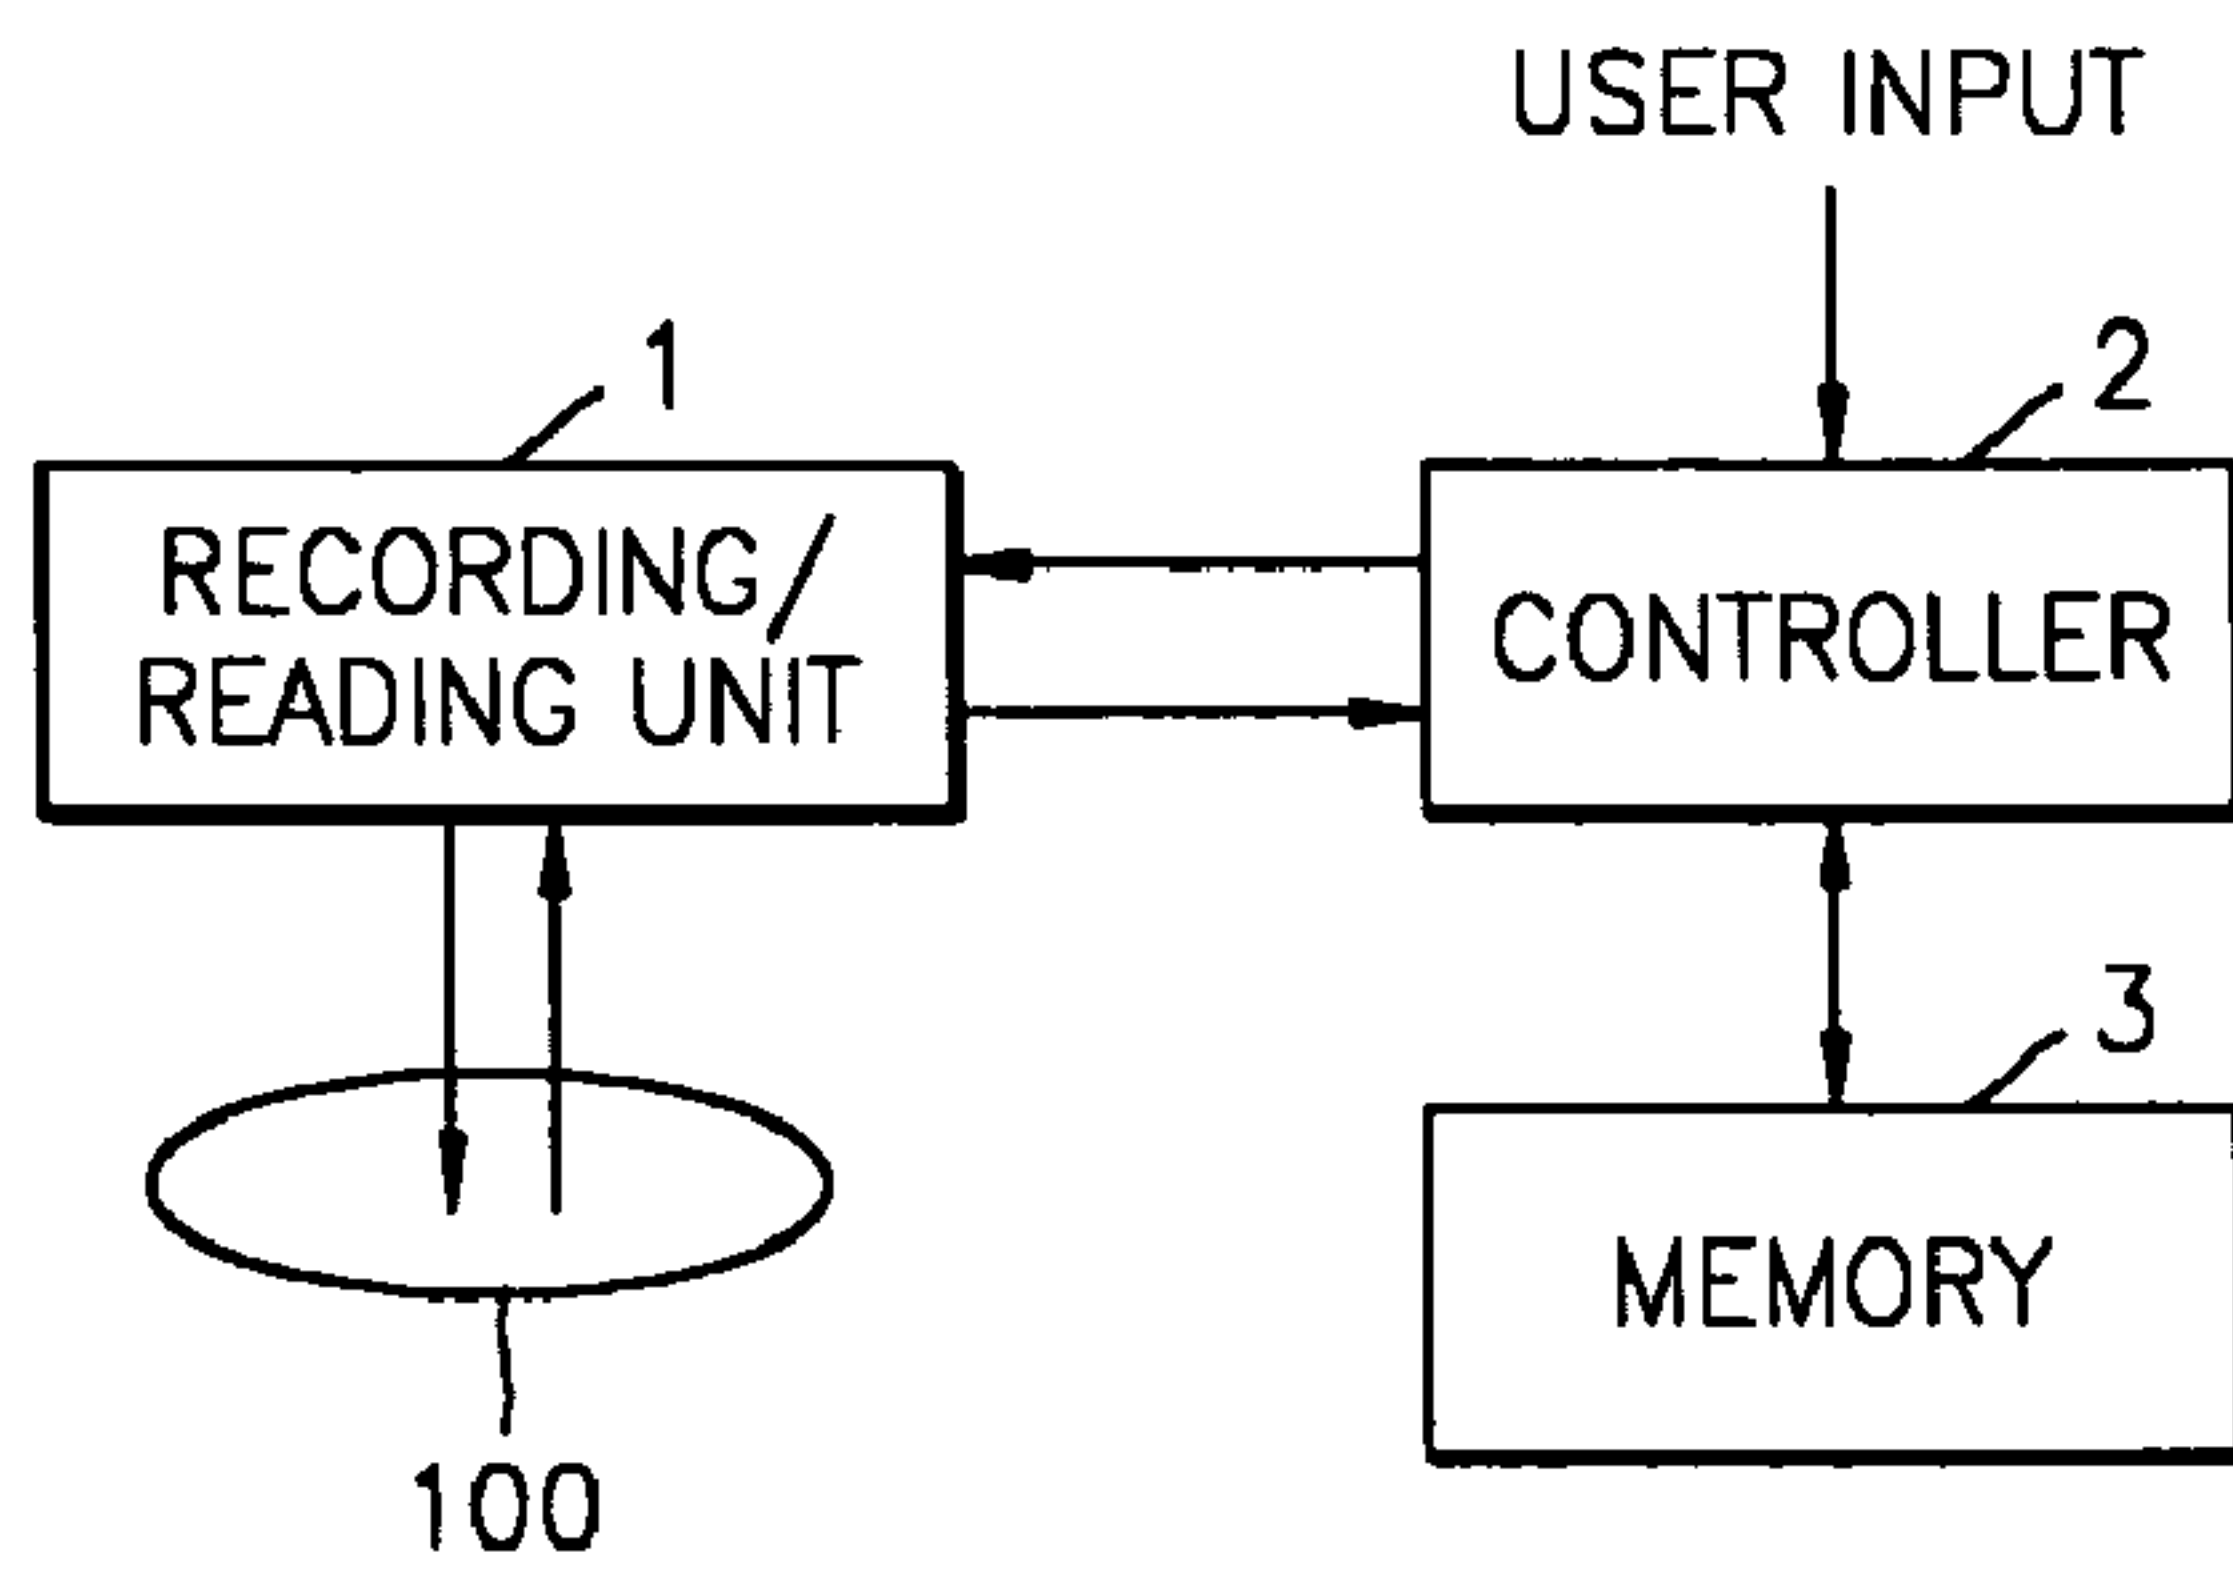 USER INPUT
1
2
RECORDING/
READING UNIT
CONTROLLER
3
MEMORY
100